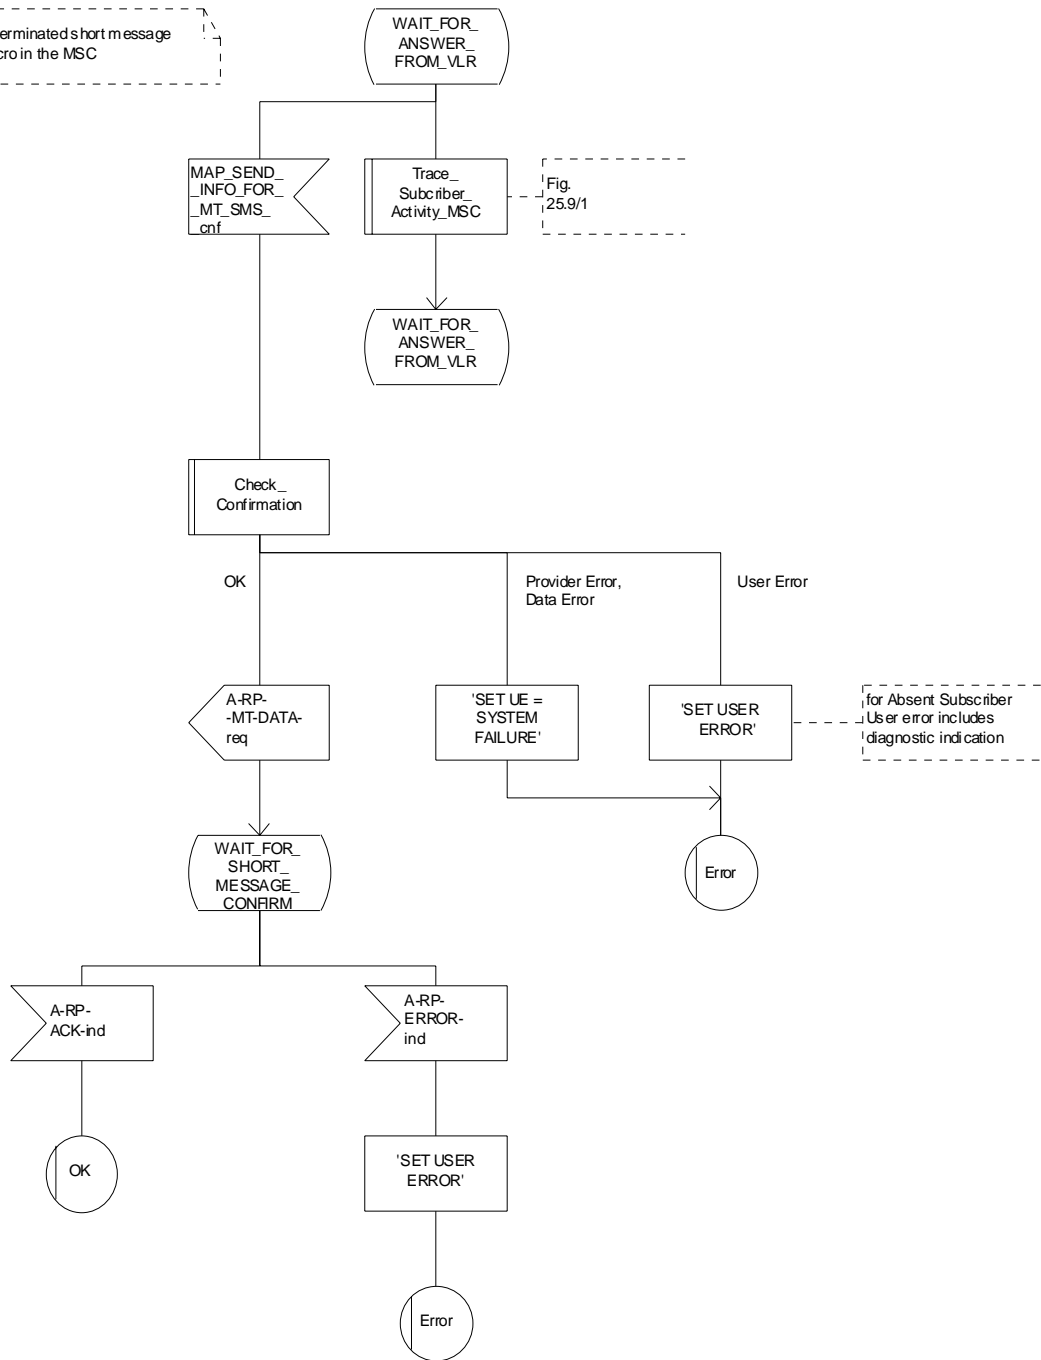 erminated short message
cro in the MSC
WAIT_FOR_
ANSWER_
FROM_VLR
MAP_SEND_
_INFO_FOR_
_MT_SMS_
cnf
Trace_
Subcriber_
Activity_MSC
Fig.
25.9/1
WAIT_FOR_
ANSWER_
FROM_VLR
Check_
Confirmation
OK
Provider Error,
Data Error
User Error
A-RP-
-MT-DATA-
req
'SET UE =
SYSTEM
FAILURE'
'SET USER
ERROR'
for Absent Subscriber
User error includes
diagnostic indication
WAIT_FOR_
SHORT_
MESSAGE_
CONFIRM
Error
A-RP-
ACK-ind
A-RP-
ERROR-
ind
OK
'SET USER
ERROR'
Error